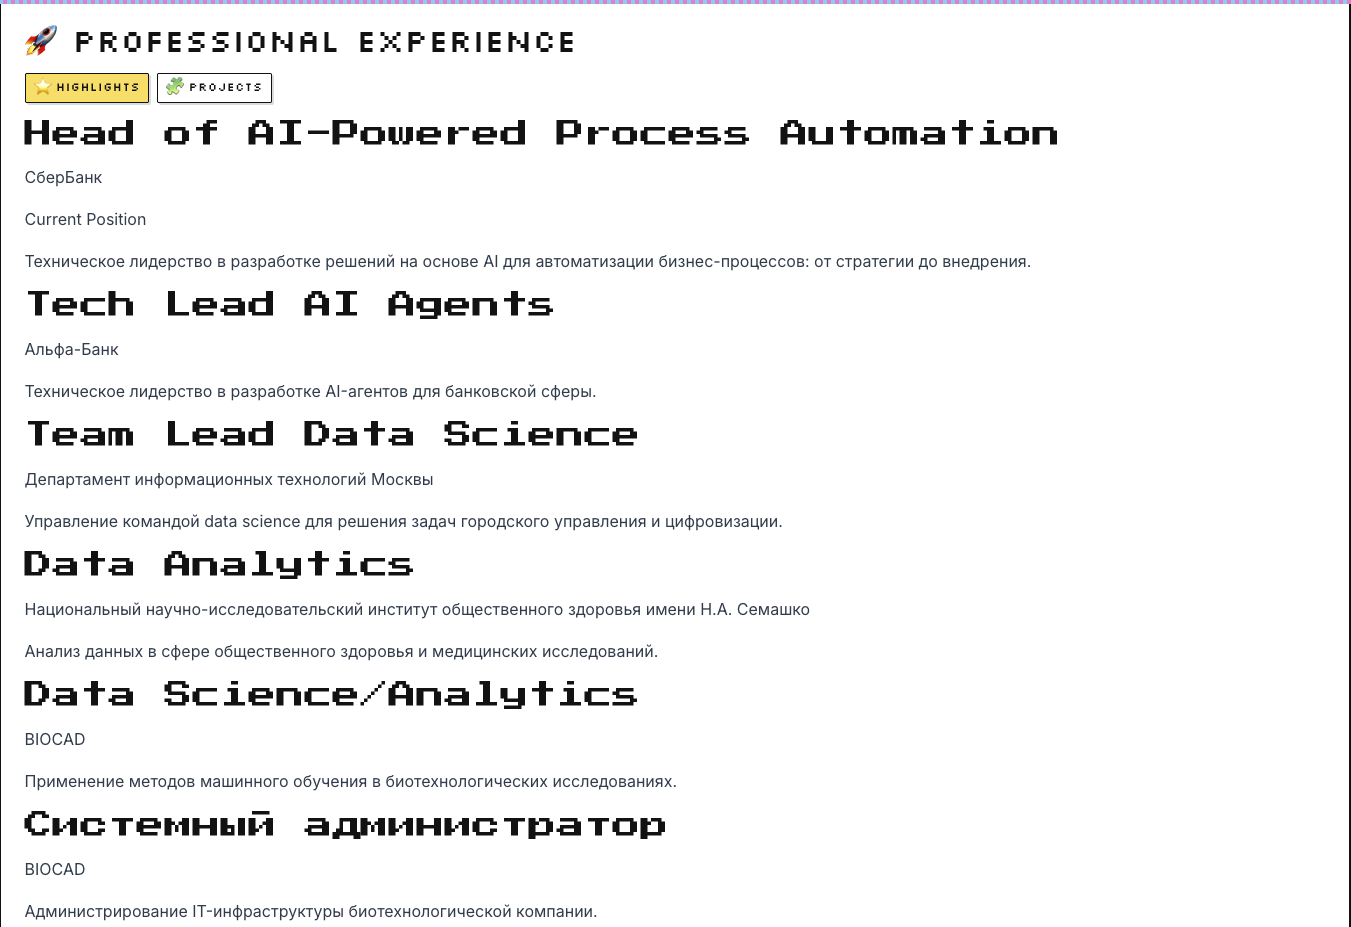 PROFESSIONAL EXPERIENCE
HIGHLIGHTS PROJECTS
Head of AI-Powered Process Automation
СберБанк
Current Position
Техническое лидерство в разработке решений на основе AI для автоматизации бизнес-процессов: от стратегии до внедрения.
Tech Lead AI Agents
Альфа-Банк
Техническое лидерство в разработке AI-агентов для банковской сферы.
Team Lead Data Science
Департамент информационных технологий Москвы
Управление командой data science для решения задач городского управления и цифровизации.
Data Analytics
Национальный научно-исследовательский институт общественного здоровья имени Н.А. Семашко
Анализ данных в сфере общественного здоровья и медицинских исследований.
Data Science/Analytics
BIOCAD
Применение методов машинного обучения в биотехнологических исследованиях.
Системный администратор
BIOCAD
Администрирование IT-инфраструктуры биотехнологической компании.